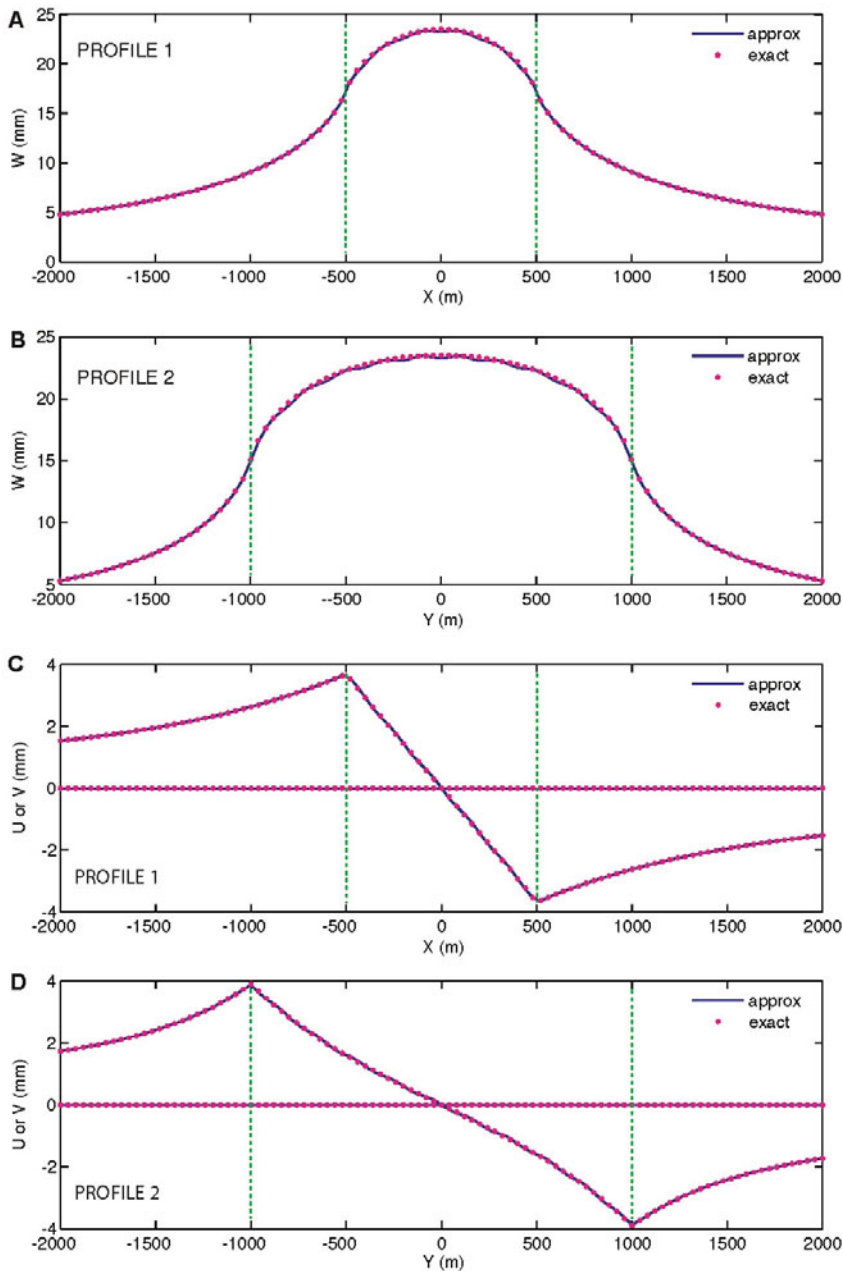 A
PROFILE 1
approx
exact
25
20
15
10
5
0
W (mm)
-2000 -1500 -1000 -500 0 500 1000 1500 2000
X (m)
B
PROFILE 2
approx
exact
25
20
15
10
5
W (mm)
-2000 -1500 -1000 --500 0 500 1000 1500 2000
Y (m)
C
approx
exact
4
2
0
-2
-4
U or V (mm)
PROFILE 1
-2000 -1500 -1000 -500 0 500 1000 1500 2000
X (m)
D
approx
exact
4
2
0
-2
-4
U or V (mm)
PROFILE 2
-2000 -1500 -1000 -500 0 500 1000 1500 2000
Y (m)